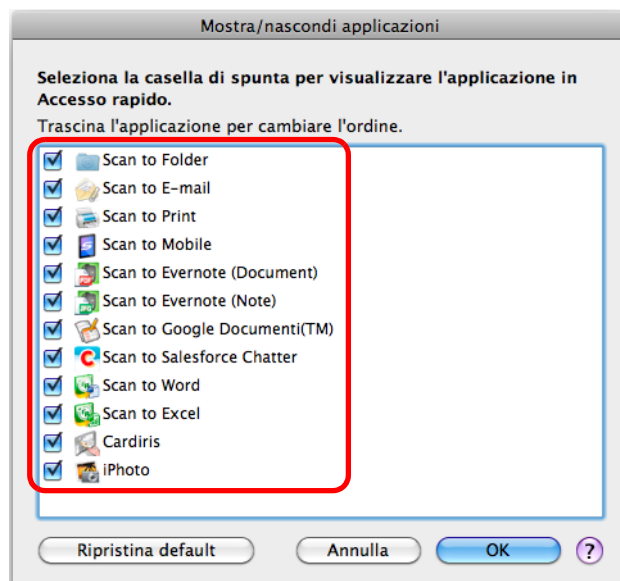 Mostra/nascondi applicazioni
Seleziona la casella di spunta per visualizzare l'applicazione in
Accesso rapido.
Trascina l'applicazione per cambiare l'ordine.
Scan to Folder
Scan to E-mail
Scan to Print
Scan to Mobile
Scan to Evernote (Document)
Scan to Evernote (Note)
Scan to Google Documenti(TM)
Scan to Salesforce Chatter
Scan to Word
Scan to Excel
Cardiris
iPhoto
Ripristina default Annulla OK ?